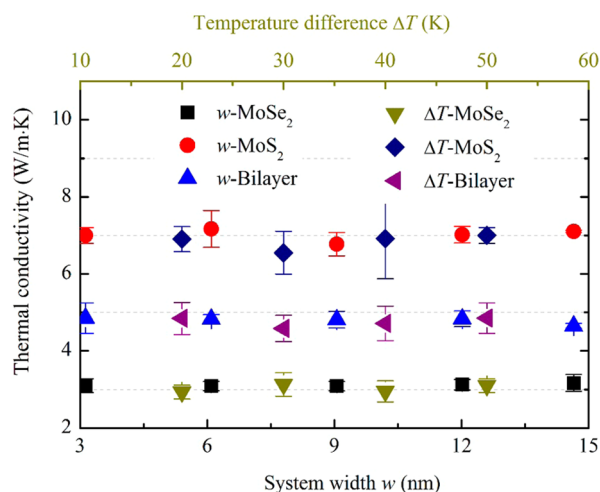 Temperature difference ΔT (K)
10 20 30 40 50 60
w-MoSe₂ ΔT-MoSe₂
w-MoS₂ ΔT-MoS₂
w-Bilayer ΔT-Bilayer
Thermal conductivity (W/m·K)
10
8
6
4
2
3 6 9 12 15
System width w (nm)